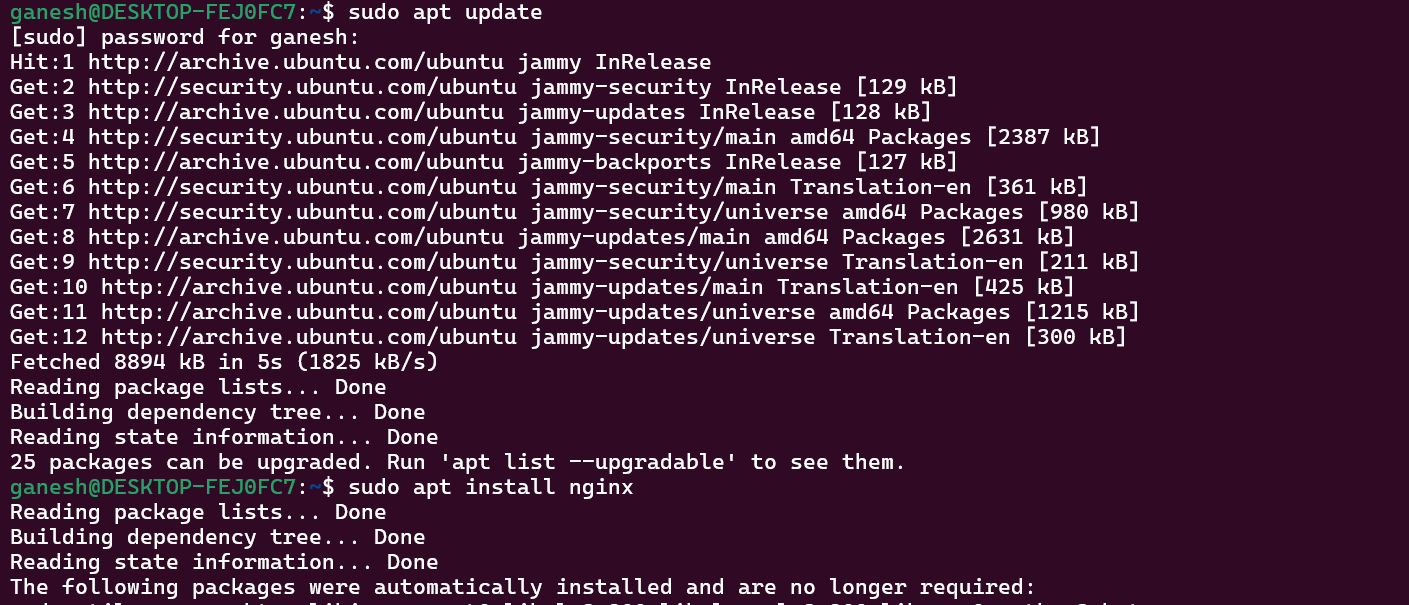 ganesh@DESKTOP-FEJ0FC7:~$ sudo apt update
[sudo] password for ganesh:
Hit:1 http://archive.ubuntu.com/ubuntu jammy InRelease
Get:2 http://security.ubuntu.com/ubuntu jammy-security InRelease [129 kB]
Get:3 http://archive.ubuntu.com/ubuntu jammy-updates InRelease [128 kB]
Get:4 http://security.ubuntu.com/ubuntu jammy-security/main amd64 Packages [2387 kB]
Get:5 http://archive.ubuntu.com/ubuntu jammy-backports InRelease [127 kB]
Get:6 http://security.ubuntu.com/ubuntu jammy-security/main Translation-en [361 kB]
Get:7 http://security.ubuntu.com/ubuntu jammy-security/universe amd64 Packages [980 kB]
Get:8 http://archive.ubuntu.com/ubuntu jammy-updates/main amd64 Packages [2631 kB]
Get:9 http://security.ubuntu.com/ubuntu jammy-security/universe Translation-en [211 kB]
Get:10 http://archive.ubuntu.com/ubuntu jammy-updates/main Translation-en [425 kB]
Get:11 http://archive.ubuntu.com/ubuntu jammy-updates/universe amd64 Packages [1215 kB]
Get:12 http://archive.ubuntu.com/ubuntu jammy-updates/universe Translation-en [300 kB]
Fetched 8894 kB in 5s (1825 kB/s)
Reading package lists... Done
Building dependency tree... Done
Reading state information... Done
25 packages can be upgraded. Run 'apt list --upgradable' to see them.
ganesh@DESKTOP-FEJ0FC7:~$ sudo apt install nginx
Reading package lists... Done
Building dependency tree... Done
Reading state information... Done
The following packages were automatically installed and are no longer required: